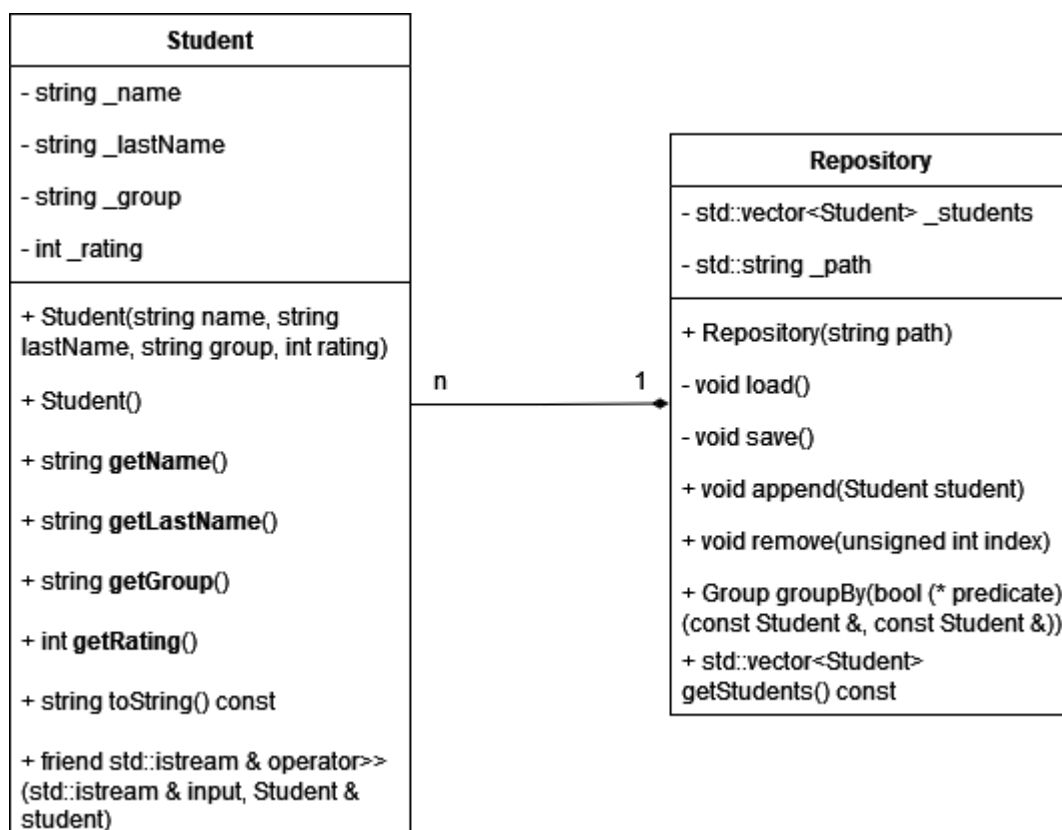 Student
- string _name
- string _lastName
- string _group
- int _rating
+ Student(string name, string
lastName, string group, int rating)
+ Student()
+ string getName()
+ string getLastName()
+ string getGroup()
+ int getRating()
+ string toString() const
+ friend std::istream & operator>>
(std::istream & input, Student &
student)
n
1
Repository
- std::vector<Student> _students
- std::string _path
+ Repository(string path)
- void load()
- void save()
+ void append(Student student)
+ void remove(unsigned int index)
+ Group groupBy(bool (* predicate)
(const Student &, const Student &))
+ std::vector<Student>
getStudents() const